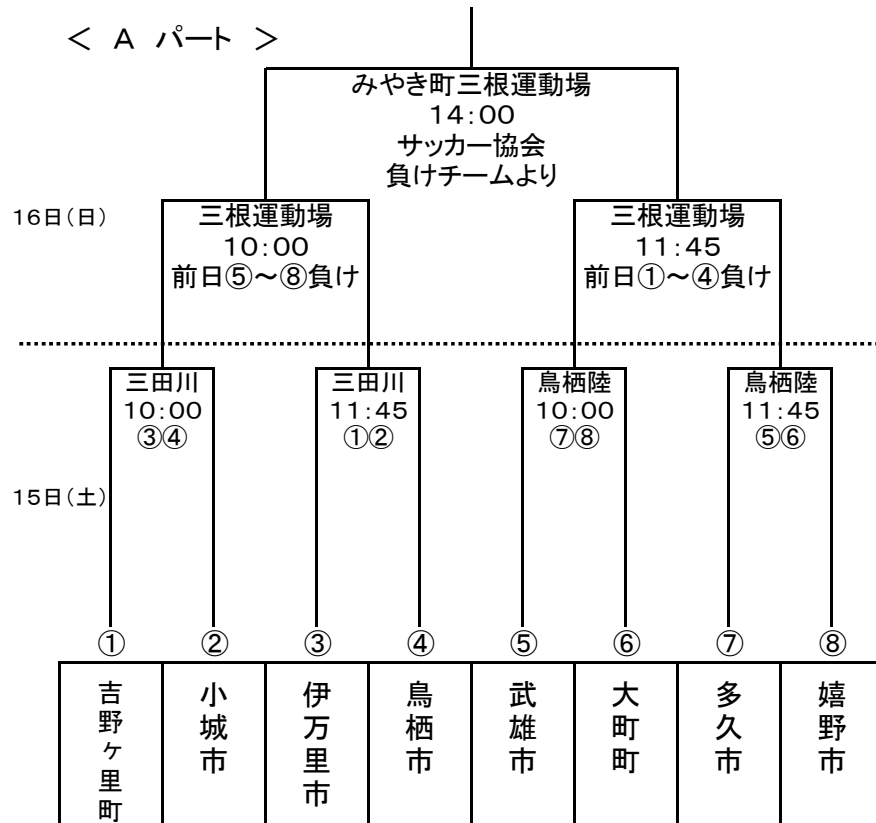 ＜ A パート ＞
みやき町三根運動場
14:00
サッカー協会
負けチームより
16日(日)
三根運動場
10:00
前日⑤～⑧負け
三根運動場
11:45
前日①～④負け
三田川
10:00
③④
三田川
11:45
①②
鳥栖陸
10:00
⑦⑧
鳥栖陸
11:45
⑤⑥
15日(土)
① ② ③ ④ ⑤ ⑥ ⑦ ⑧
吉野ヶ里町
小城市
伊万里市
鳥栖市
武雄市
大町町
多久市
嬉野市